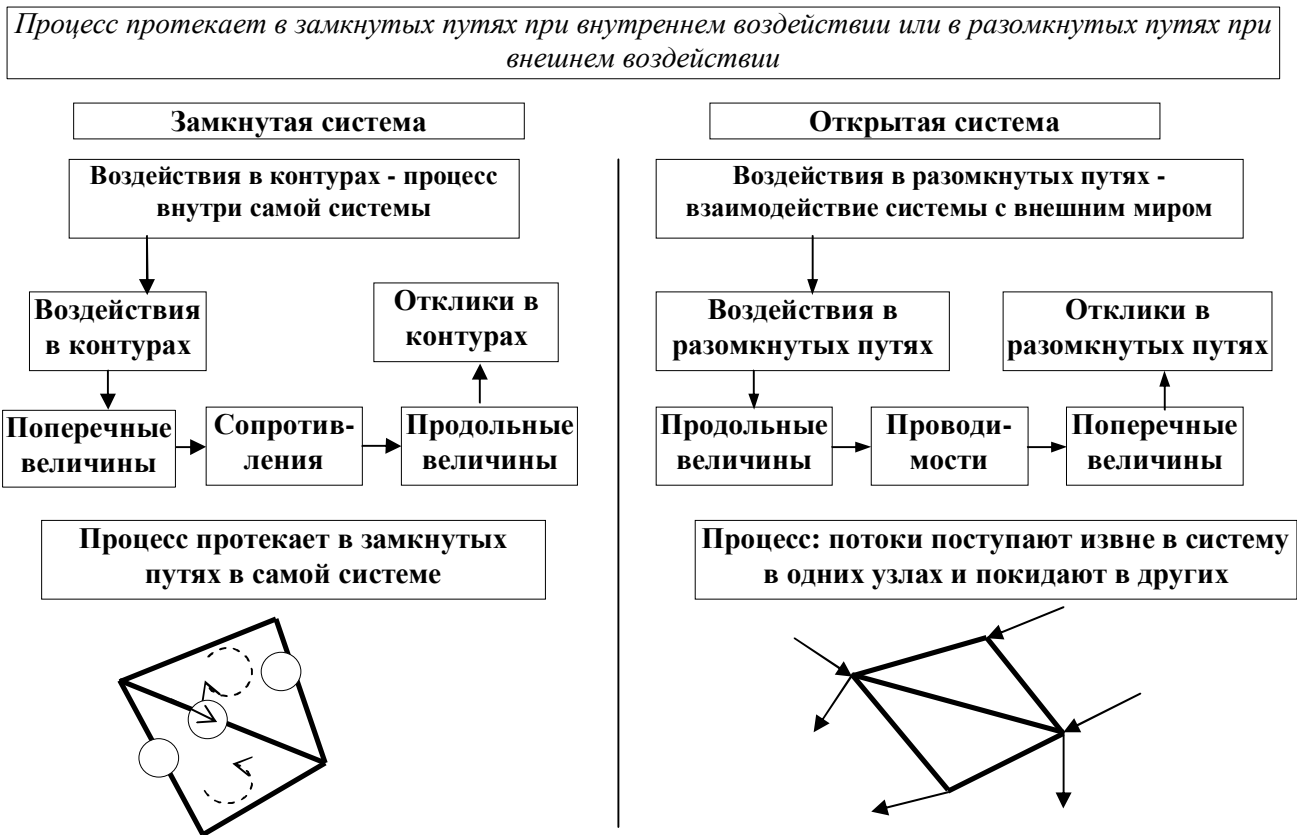 Процесс протекает в замкнутых путях при внутреннем воздействии или в разомкнутых путях при
внешнем воздействии
Замкнутая система
Воздействия в контурах - процесс
внутри самой системы
Воздействия
в контурах
Отклики в
контурах
Поперечные
величины
Сопротив-
ления
Продольные
величины
Процесс протекает в замкнутых
путях в самой системе
Открытая система
Воздействия в разомкнутых путях -
взаимодействие системы с внешним миром
Воздействия в
разомкнутых путях
Отклики в
разомкнутых путях
Продольные
величины
Проводи-
мости
Поперечные
величины
Процесс: потоки поступают извне в систему
в одних узлах и покидают в других